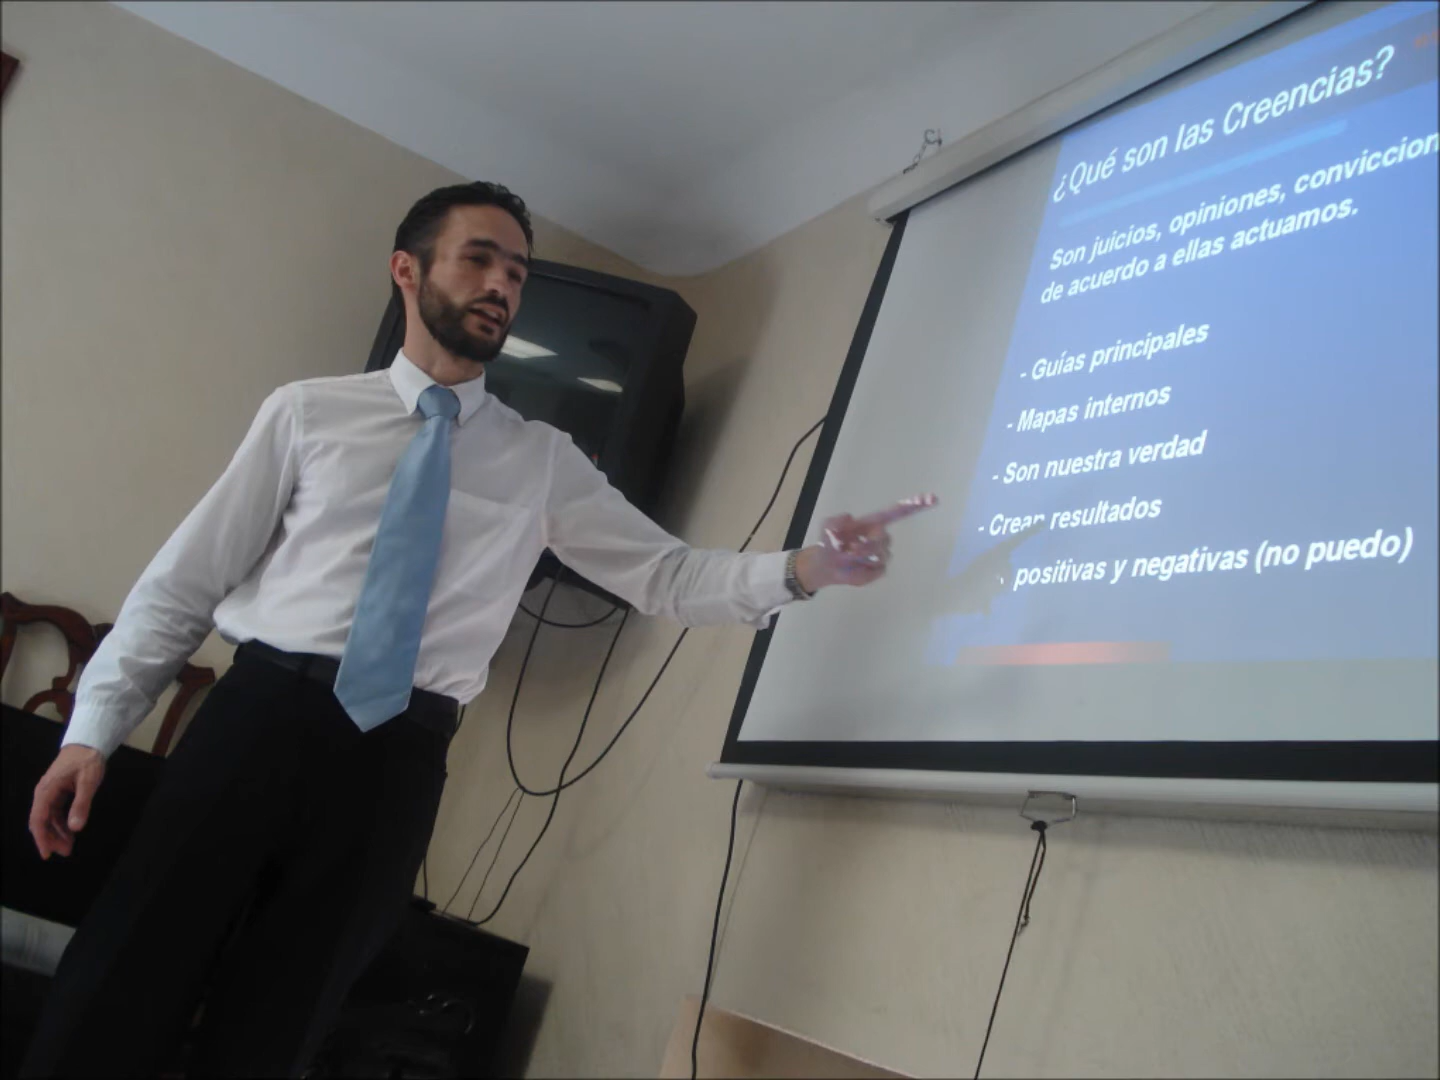 ¿Qué son las Creencias?
Son juicios, opiniones, conviccion
de acuerdo a ellas actuamos.
- Guías principales
- Mapas internos
- Son nuestra verdad
- Crean resultados
positivas y negativas (no puedo)